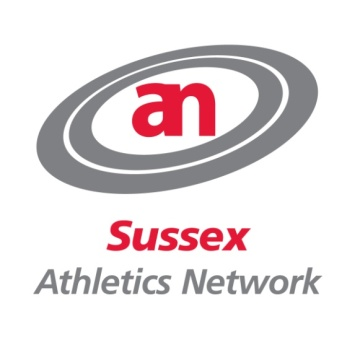 an
Sussex
Athletics Network